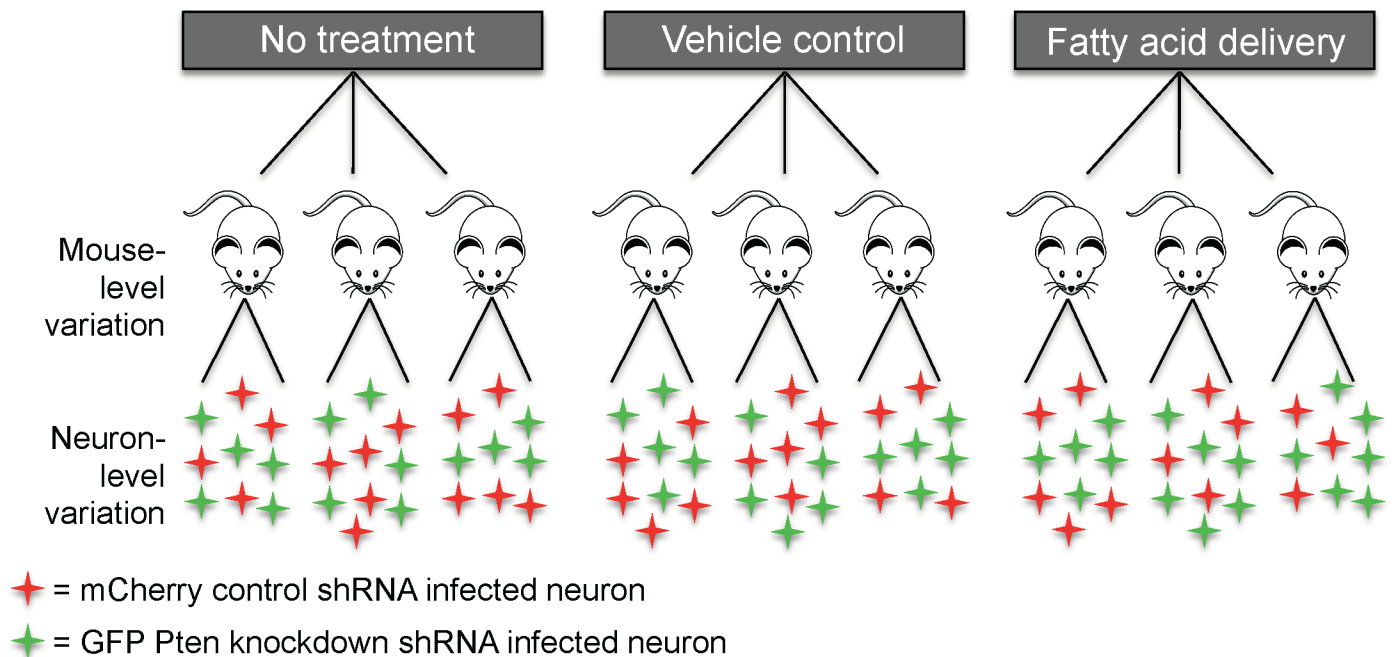 No treatment
Vehicle control
Fatty acid delivery
Mouse-
level
variation
Neuron-
level
variation
= mCherry control shRNA infected neuron
= GFP Pten knockdown shRNA infected neuron